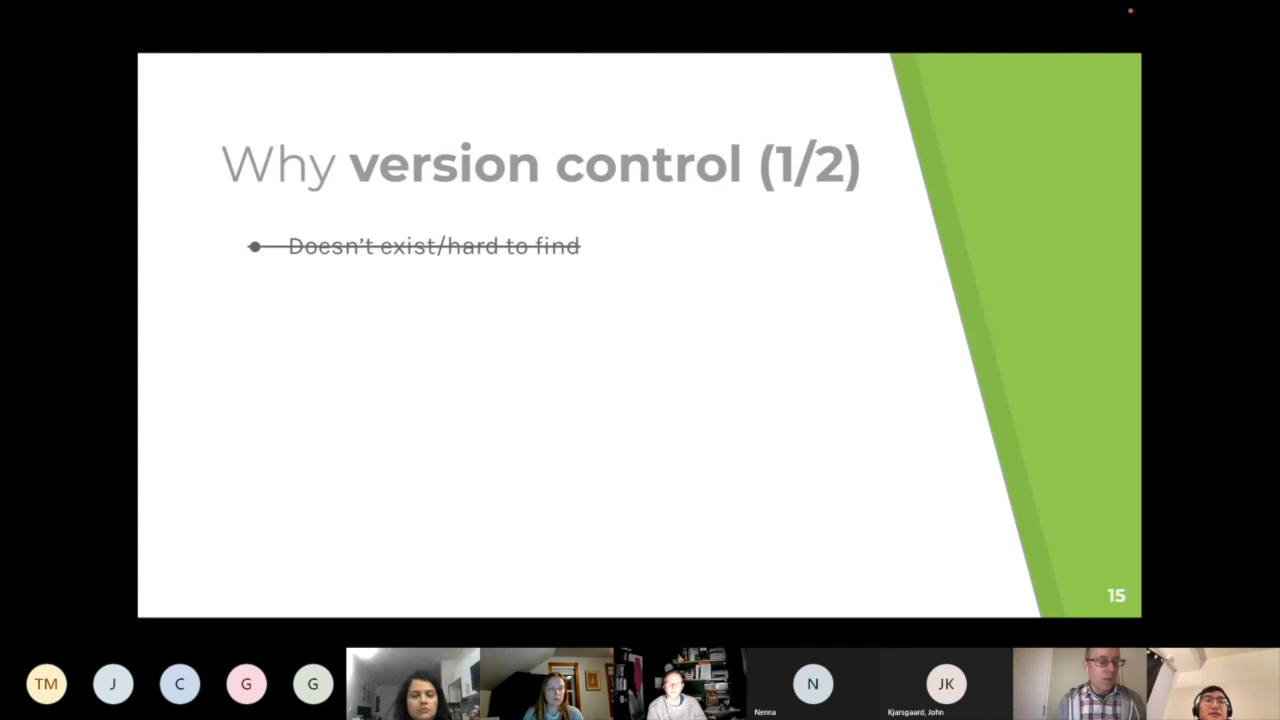 Why version control (1/2)
Doesn't exist/hard to find
15
TM
J
C
G
G
N
JK
Nenna
Kjarsgaard, John